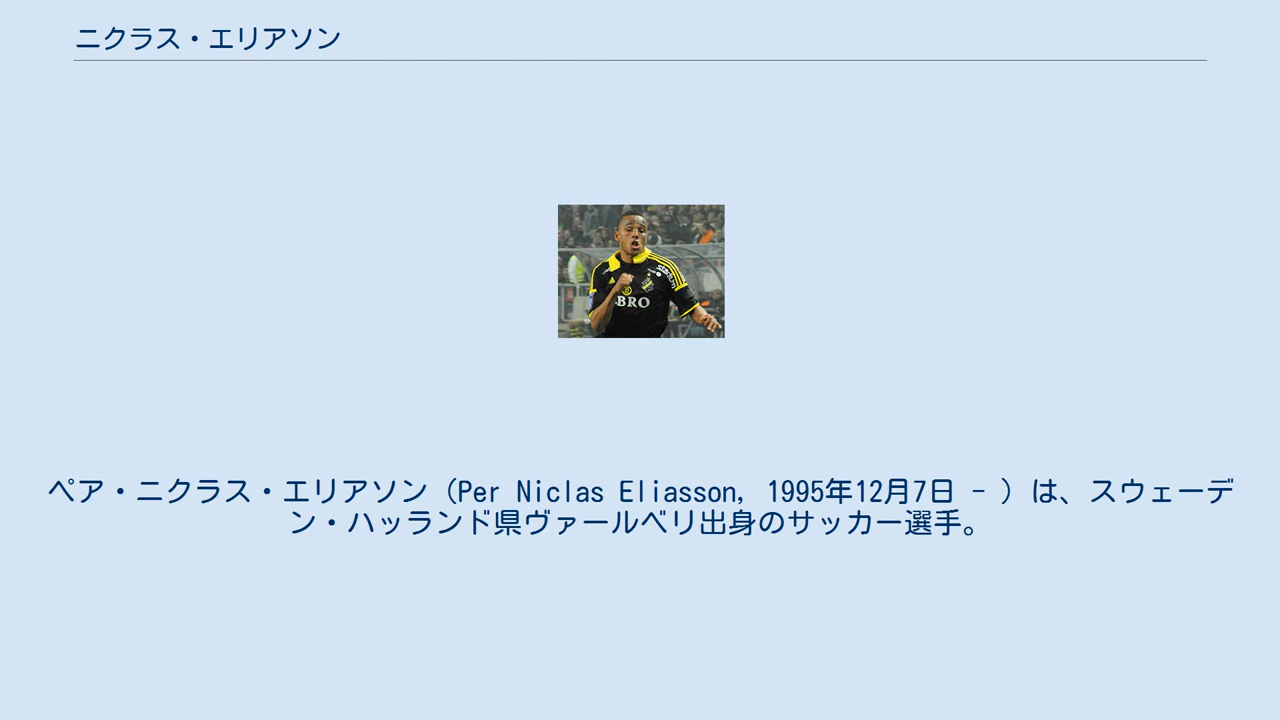 ニクラス・エリアソン
ABRO
ペア・ニクラス・エリアソン（Per Niclas Eliasson, 1995年12月7日 - ）は、スウェーデ
ン・ハッランド県ヴァールベリ出身のサッカー選手。